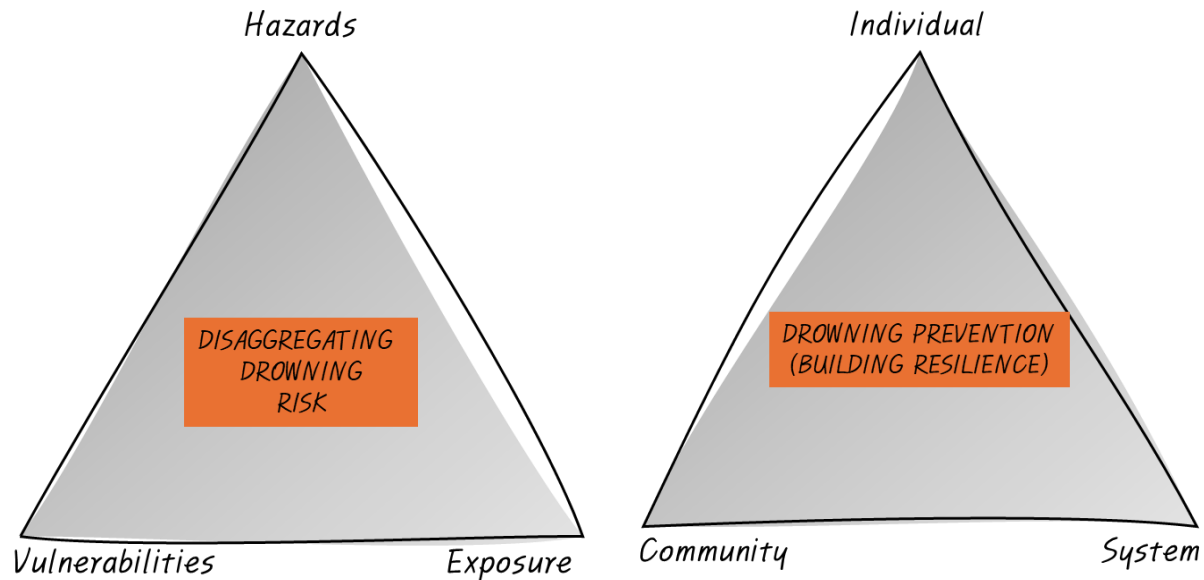 Hazards
DISAGGREGATING
DROWNING
RISK
Vulnerabilities
Exposure
Individual
DROWNING PREVENTION
(BUILDING RESILIENCE)
Community
System